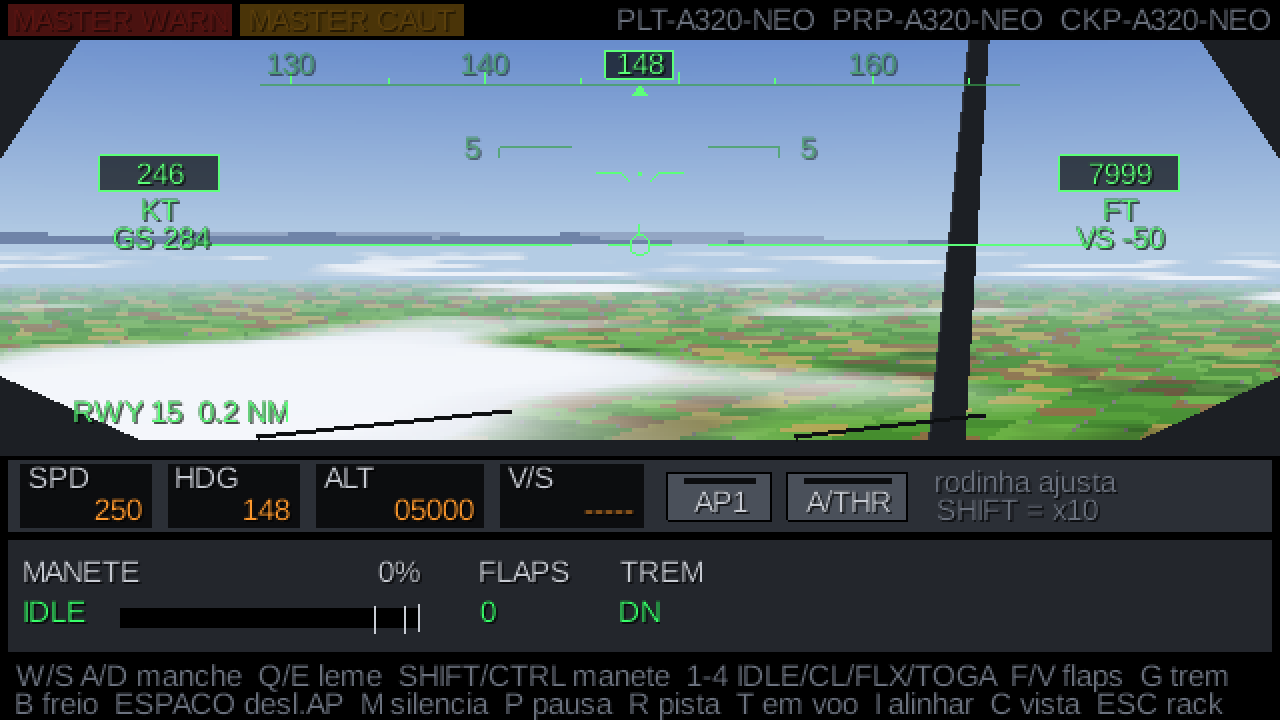 MASTER WARN MASTER CAUT PLT-A320-NEO PRP-A320-NEO CKP-A320-NEO
130 140 148 160
5 5
246 7999
KT FT
GS 284 VS -50
RWY 15 0.2 NM
SPD HDG ALT V/S
250 148 05000 -----
AP1 A/THR
rodinha ajusta
SHIFT = x10
MANETE 0% FLAPS TREM
IDLE 0 DN
W/S A/D manche Q/E leme SHIFT/CTRL manete 1-4 IDLE/CL/FLX/TOGA F/V flaps G trem
B freio ESPACO desl.AP M silencia P pausa R pista T em voo I alinhar C vista ESC rack